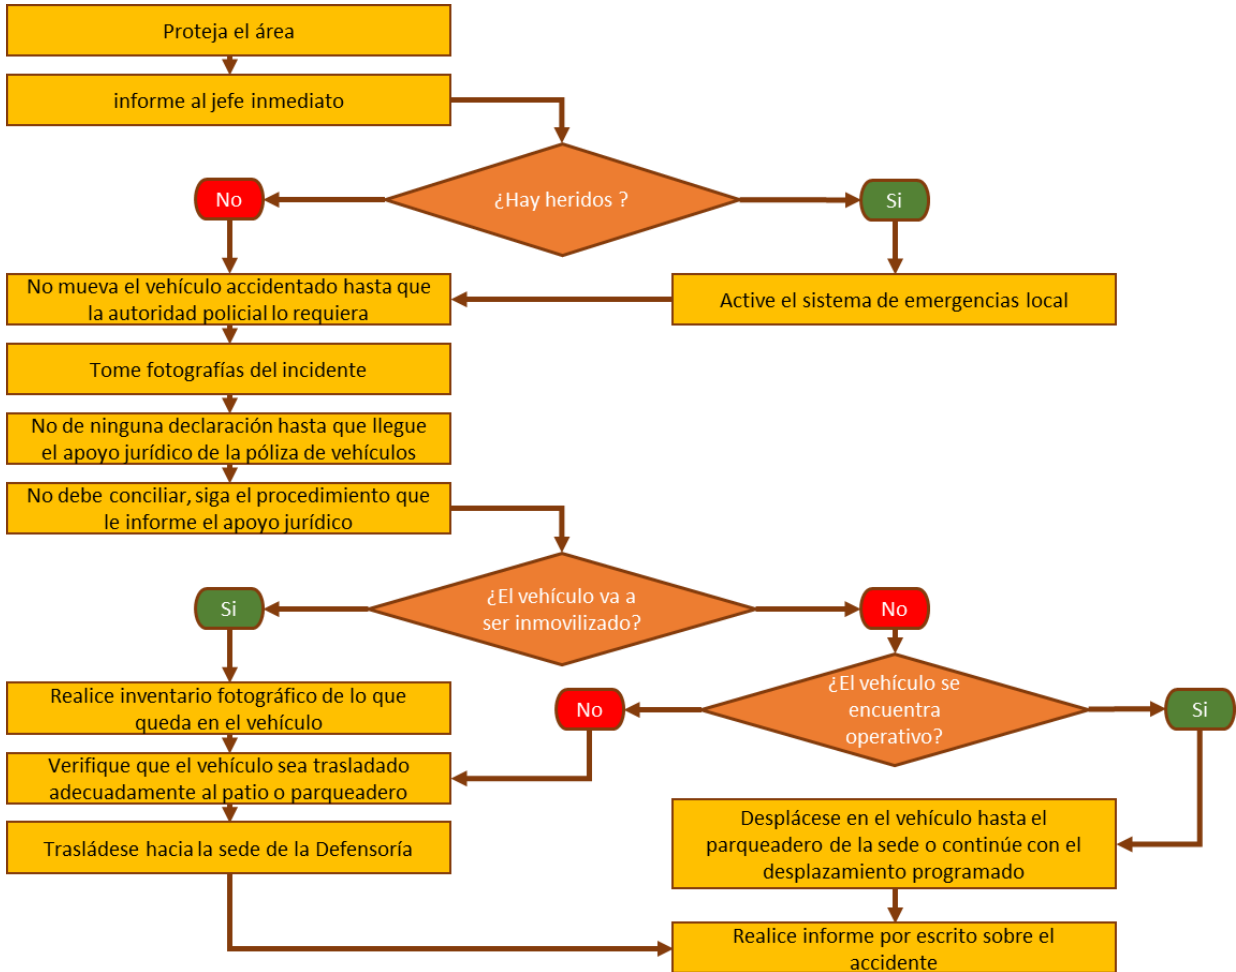 Proteja el área
informe al jefe inmediato
¿Hay heridos ?
No
Si
No mueva el vehículo accidentado hasta que
la autoridad policial lo requiera
Active el sistema de emergencias local
Tome fotografías del incidente
No de ninguna declaración hasta que llegue
el apoyo jurídico de la póliza de vehículos
No debe conciliar, siga el procedimiento que
le informe el apoyo jurídico
¿El vehículo va a
ser inmovilizado?
Si
No
Realice inventario fotográfico de lo que
queda en el vehículo
¿El vehículo se
encuentra
operativo?
No
Si
Verifique que el vehículo sea trasladado
adecuadamente al patio o parqueadero
Trasládese hacia la sede de la Defensoría
Desplácese en el vehículo hasta el
parqueadero de la sede o continúe con el
desplazamiento programado
Realice informe por escrito sobre el
accidente